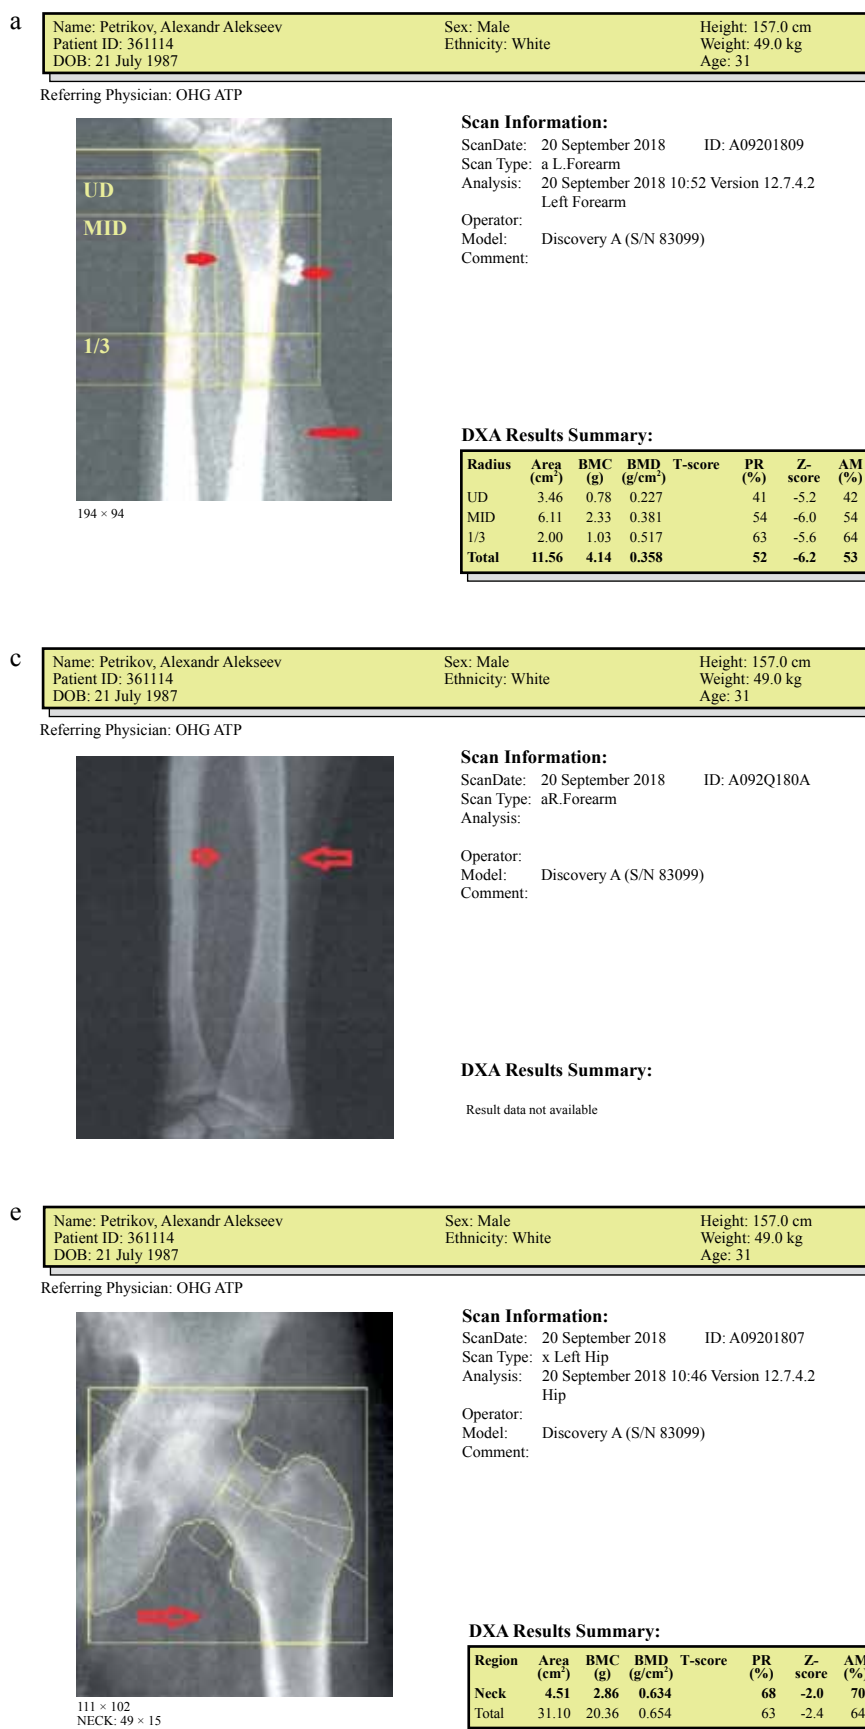 a
Name: Petrikov, Alexandr Alekseev Sex: Male Height: 157.0 cm
Patient ID: 361114 Ethnicity: White Weight: 49.0 kg
DOB: 21 July 1987 Age: 31
Referring Physician: OHG ATP
UD
MID
1/3
194 × 94
Scan Information:
ScanDate: 20 September 2018 ID: A09201809
Scan Type: a L.Forearm
Analysis: 20 September 2018 10:52 Version 12.7.4.2
Left Forearm
Operator:
Model: Discovery A (S/N 83099)
Comment:
DXA Results Summary:
Radius Area BMC BMD T-score PR Z- AM
(cm²) (g) (g/cm²) (%) score (%)
UD 3.46 0.78 0.227 41 -5.2 42
MID 6.11 2.33 0.381 54 -6.0 54
1/3 2.00 1.03 0.517 63 -5.6 64
Total 11.56 4.14 0.358 52 -6.2 53
c
Name: Petrikov, Alexandr Alekseev Sex: Male Height: 157.0 cm
Patient ID: 361114 Ethnicity: White Weight: 49.0 kg
DOB: 21 July 1987 Age: 31
Referring Physician: OHG ATP
Scan Information:
ScanDate: 20 September 2018 ID: A092Q180A
Scan Type: aR.Forearm
Analysis:
Operator:
Model: Discovery A (S/N 83099)
Comment:
DXA Results Summary:
Result data not available
e
Name: Petrikov, Alexandr Alekseev Sex: Male Height: 157.0 cm
Patient ID: 361114 Ethnicity: White Weight: 49.0 kg
DOB: 21 July 1987 Age: 31
Referring Physician: OHG ATP
111 × 102
NECK: 49 × 15
Scan Information:
ScanDate: 20 September 2018 ID: A09201807
Scan Type: x Left Hip
Analysis: 20 September 2018 10:46 Version 12.7.4.2
Hip
Operator:
Model: Discovery A (S/N 83099)
Comment:
DXA Results Summary:
Region Area BMC BMD T-score PR Z- AM
(cm²) (g) (g/cm²) (%) score (%)
Neck 4.51 2.86 0.634 68 -2.0 70
Total 31.10 20.36 0.654 63 -2.4 64